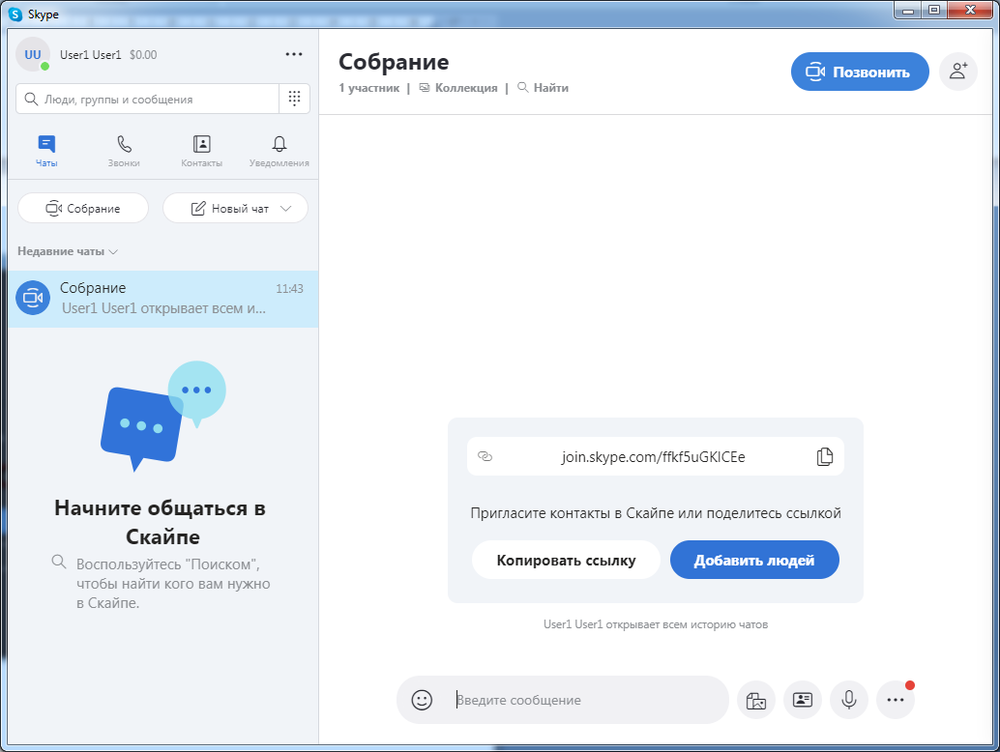 Skype
UU User1 User1 $0.00
Люди, группы и сообщения
Чаты Звонки Контакты Уведомления
Собрание Новый чат
Недавние чаты
Собрание 11:43
User1 User1 открывает всем и...
Начните общаться в
Скайпе
Воспользуйтесь "Поиском",
чтобы найти кого вам нужно
в Скайпе.
Собрание
1 участник | Коллекция | Найти
Позвонить
join.skype.com/ffkf5uGKICEe
Пригласите контакты в Скайпе или поделитесь ссылкой
Копировать ссылку Добавить людей
User1 User1 открывает всем историю чатов
Введите сообщение